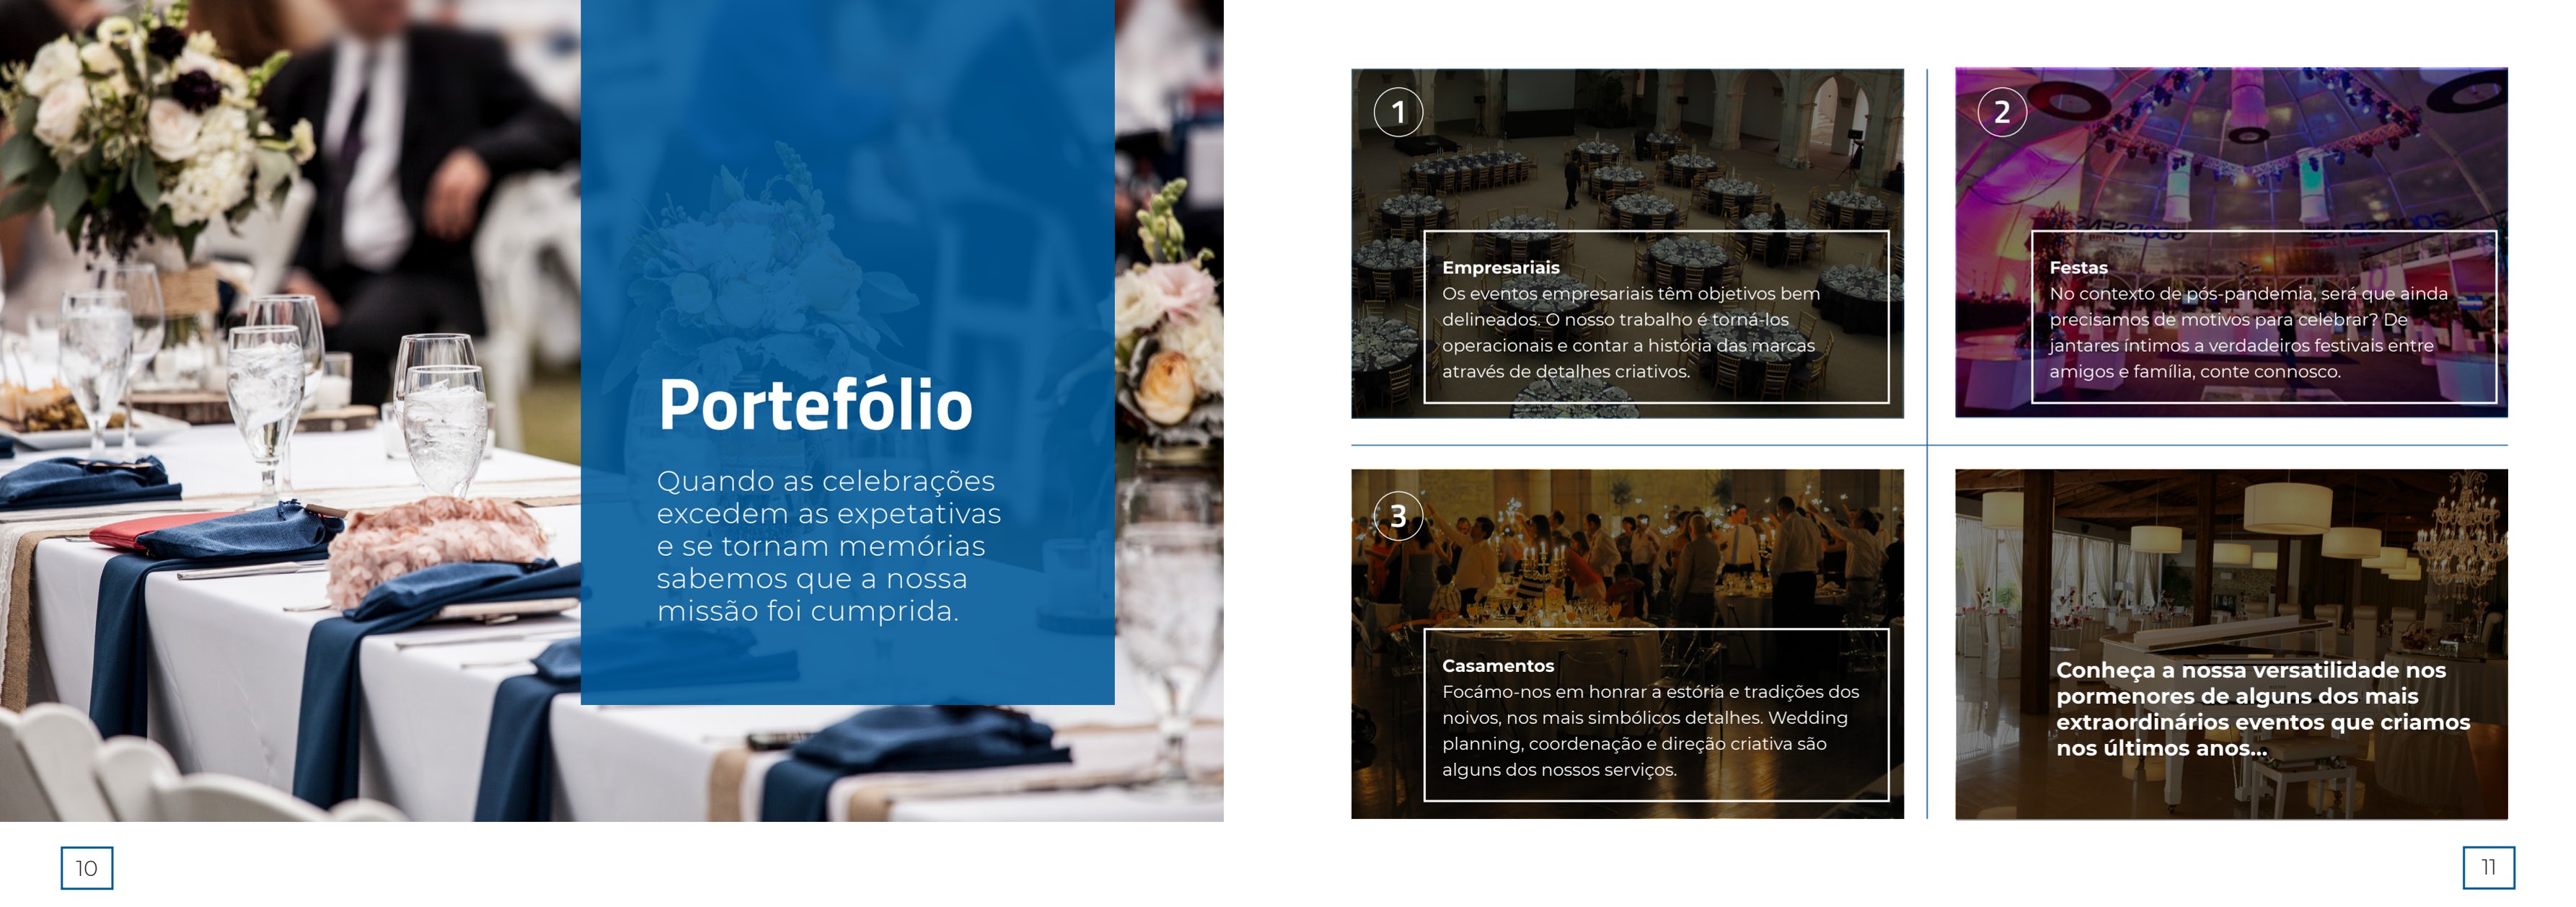 Portefólio
Quando as celebrações
excedem as expetativas
e se tornam memórias
sabemos que a nossa
missão foi cumprida.
10
1
Empresariais
Os eventos empresariais têm objetivos bem
delineados. O nosso trabalho é torná-los
operacionais e contar a história das marcas
através de detalhes criativos.
2
Festas
No contexto de pós-pandemia, será que ainda
precisamos de motivos para celebrar? De
jantares íntimos a verdadeiros festivais entre
amigos e família, conte connosco.
3
Casamentos
Focámo-nos em honrar a estória e tradições dos
noivos, nos mais simbólicos detalhes. Wedding
planning, coordenação e direção criativa são
alguns dos nossos serviços.
Conheça a nossa versatilidade nos
pormenores de alguns dos mais
extraordinários eventos que criamos
nos últimos anos...
11